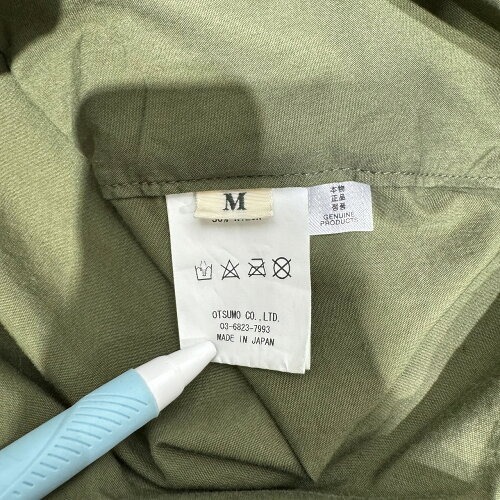 M
本物
正品
GENUINE
PRODUCTS
OTSUMO CO.,LTD.
03-6823-7993
MADE IN JAPAN